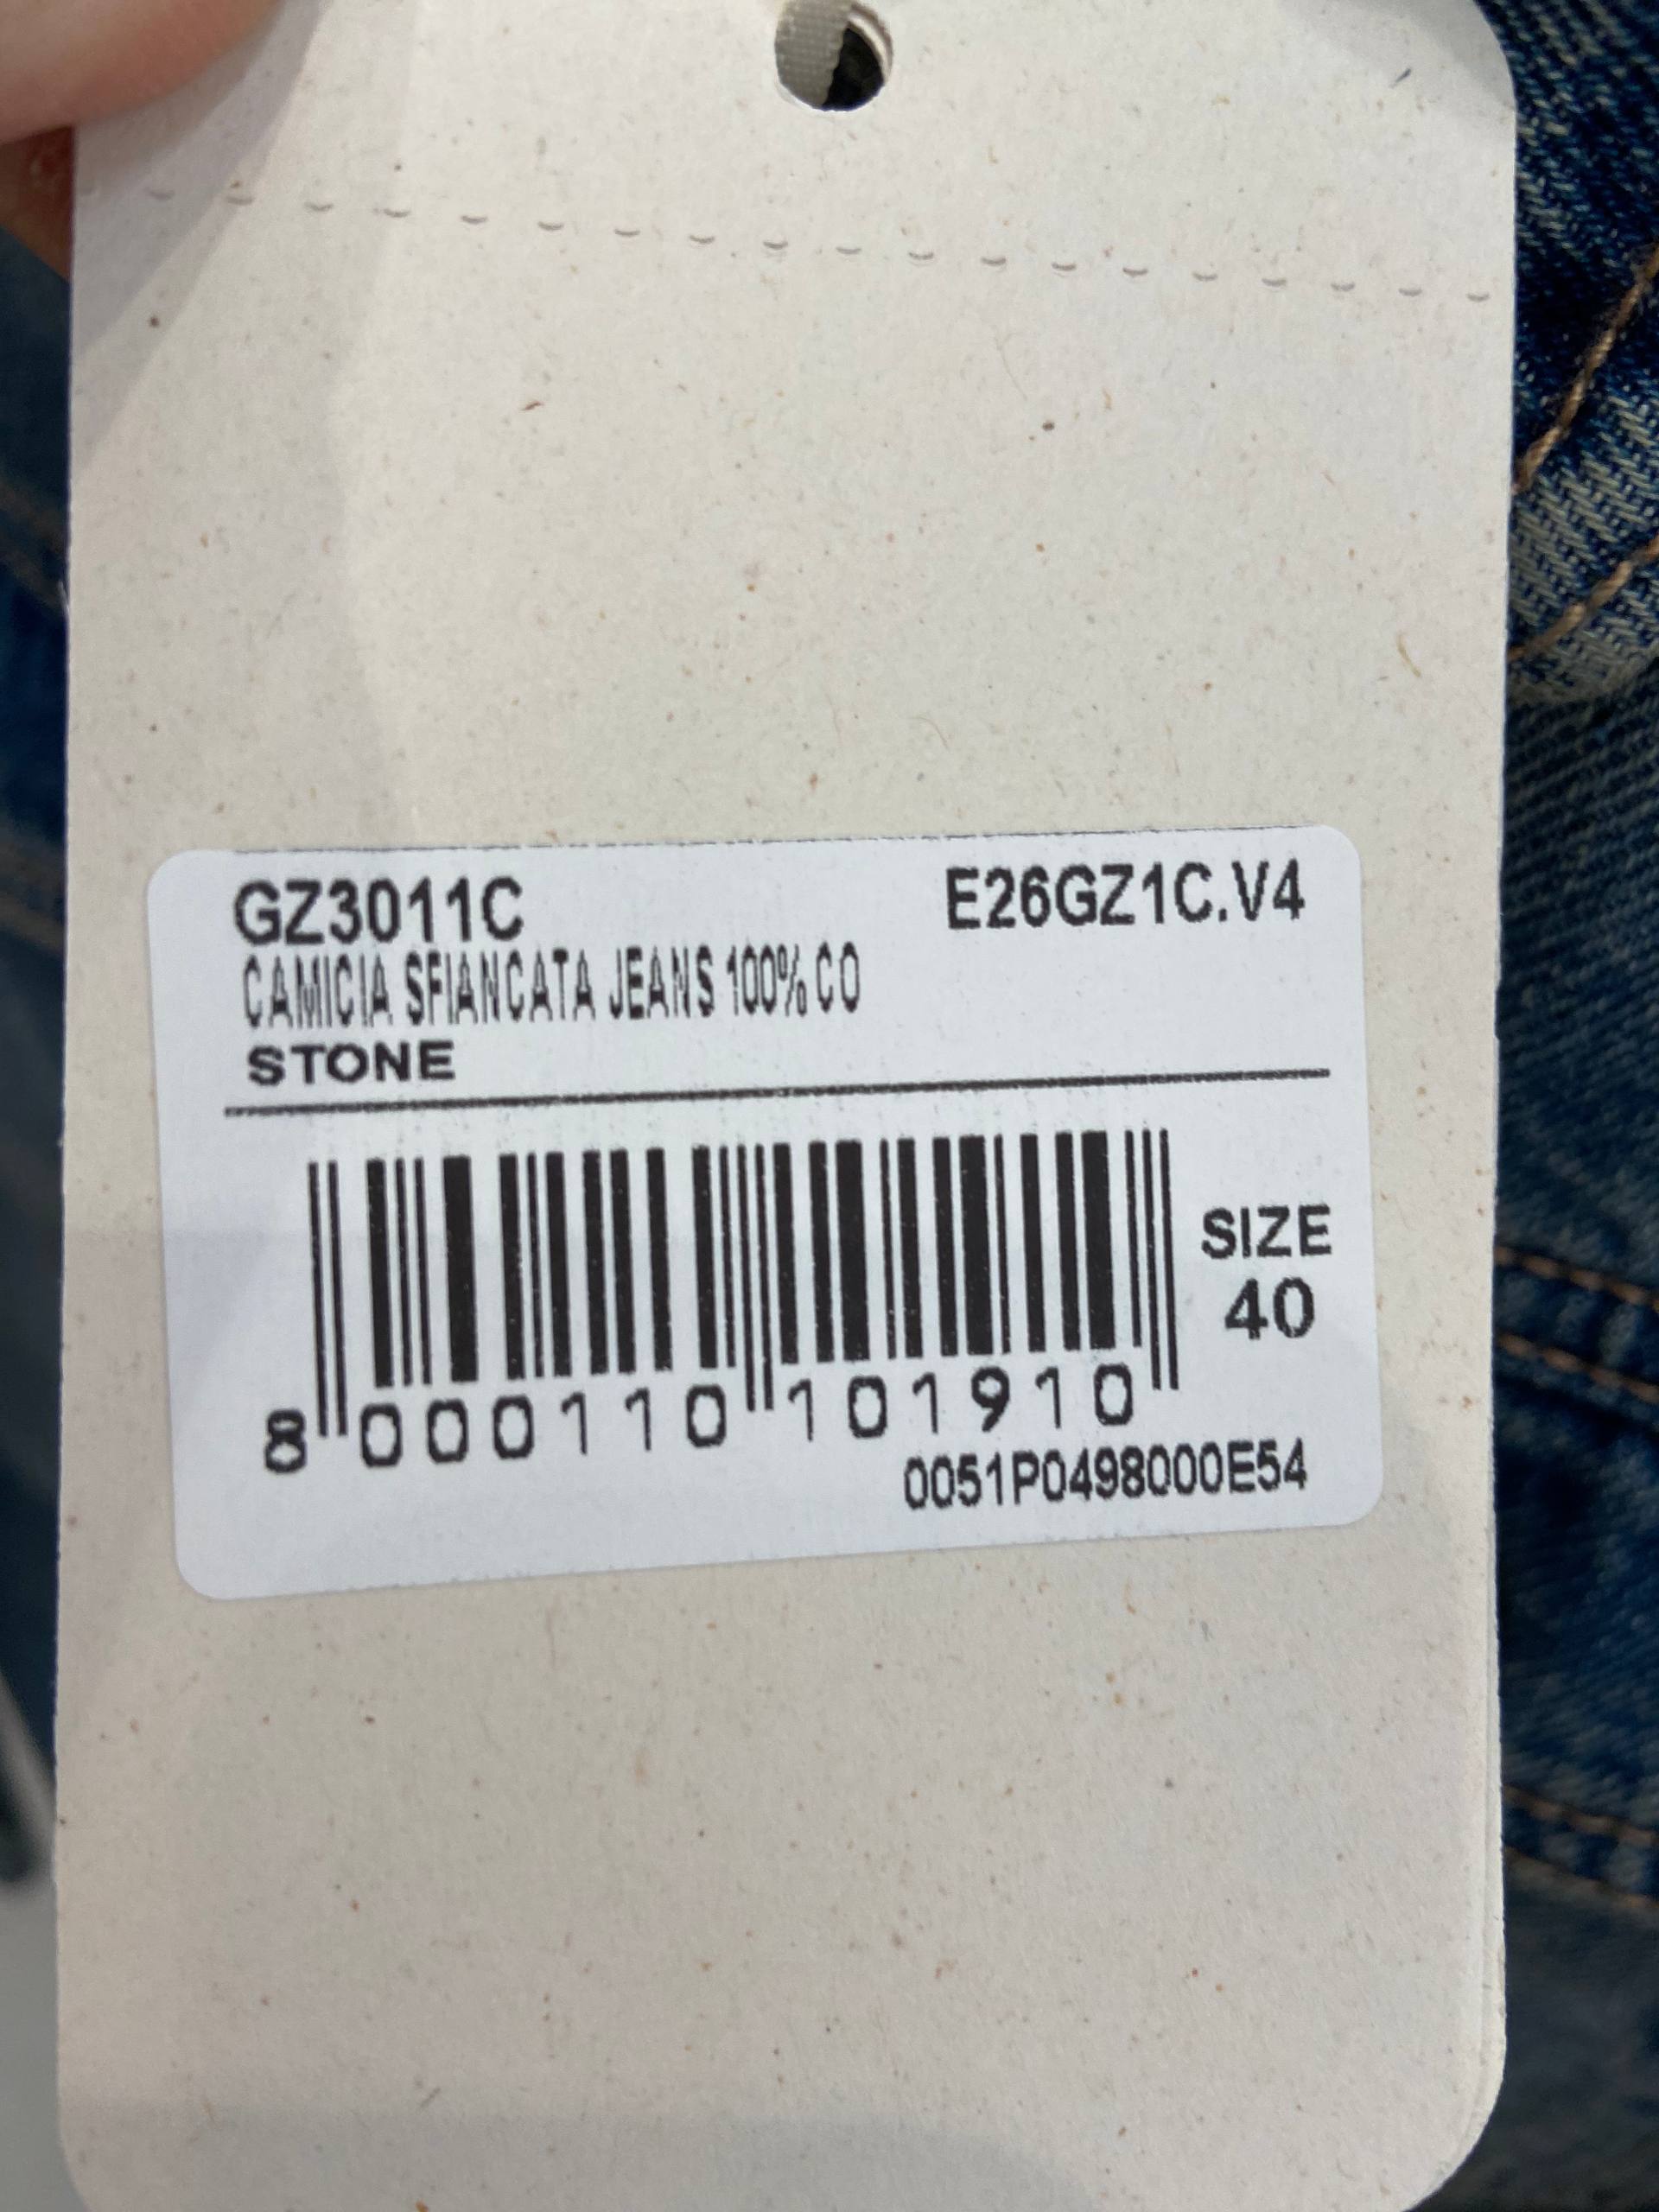 GZ3011C E26GZ1C.V4
CAMICIA SFIANCATA JEANS 100% CO
STONE
SIZE
40
8 000110 101910
0051P0498000E54